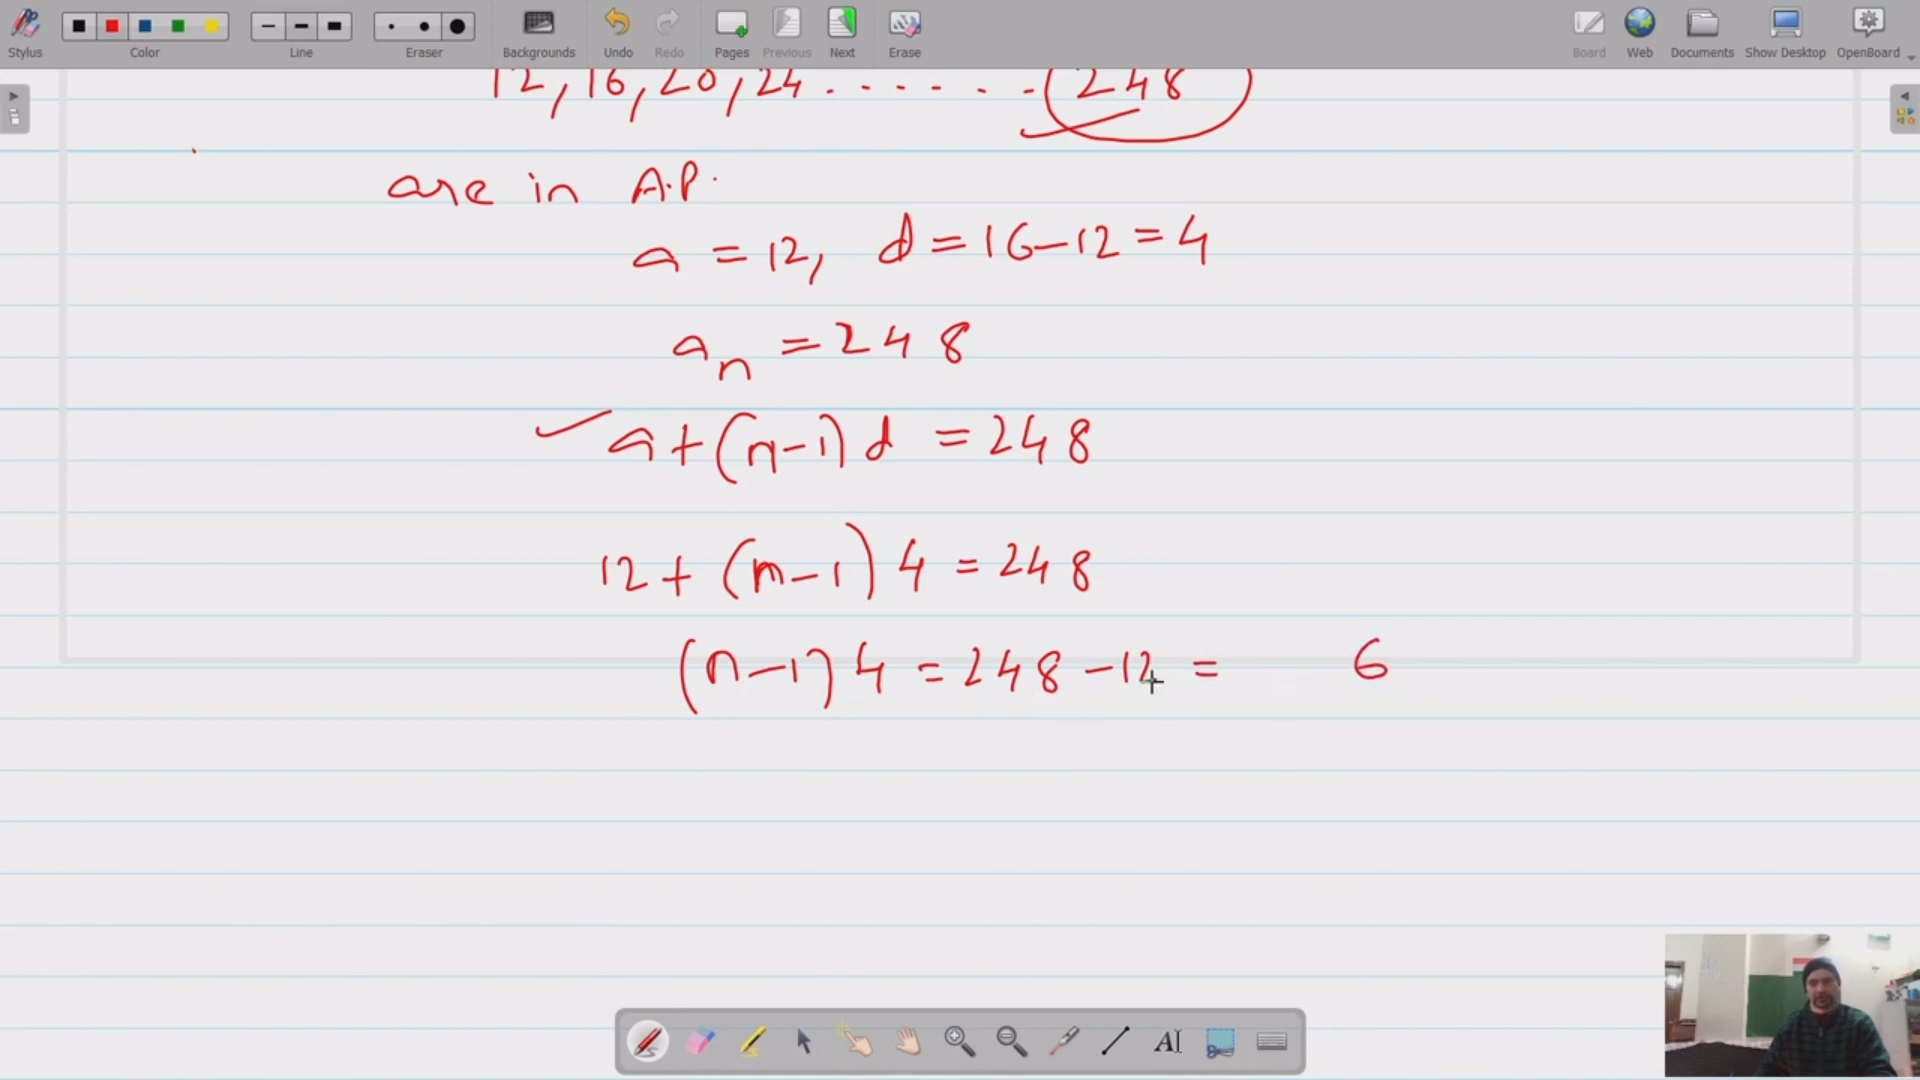 Stylus Color Line Eraser Backgrounds Undo Redo Pages Previous Next Erase Board Web Documents Show Desktop OpenBoard
12, 16, 20, 24 . . . . . . . 248
are in A.P.
a = 12, d = 16-12 = 4
aₙ = 248
a+(n-1)d = 248
12+(n-1)4 = 248
(n-1)4 = 248-12 = 6